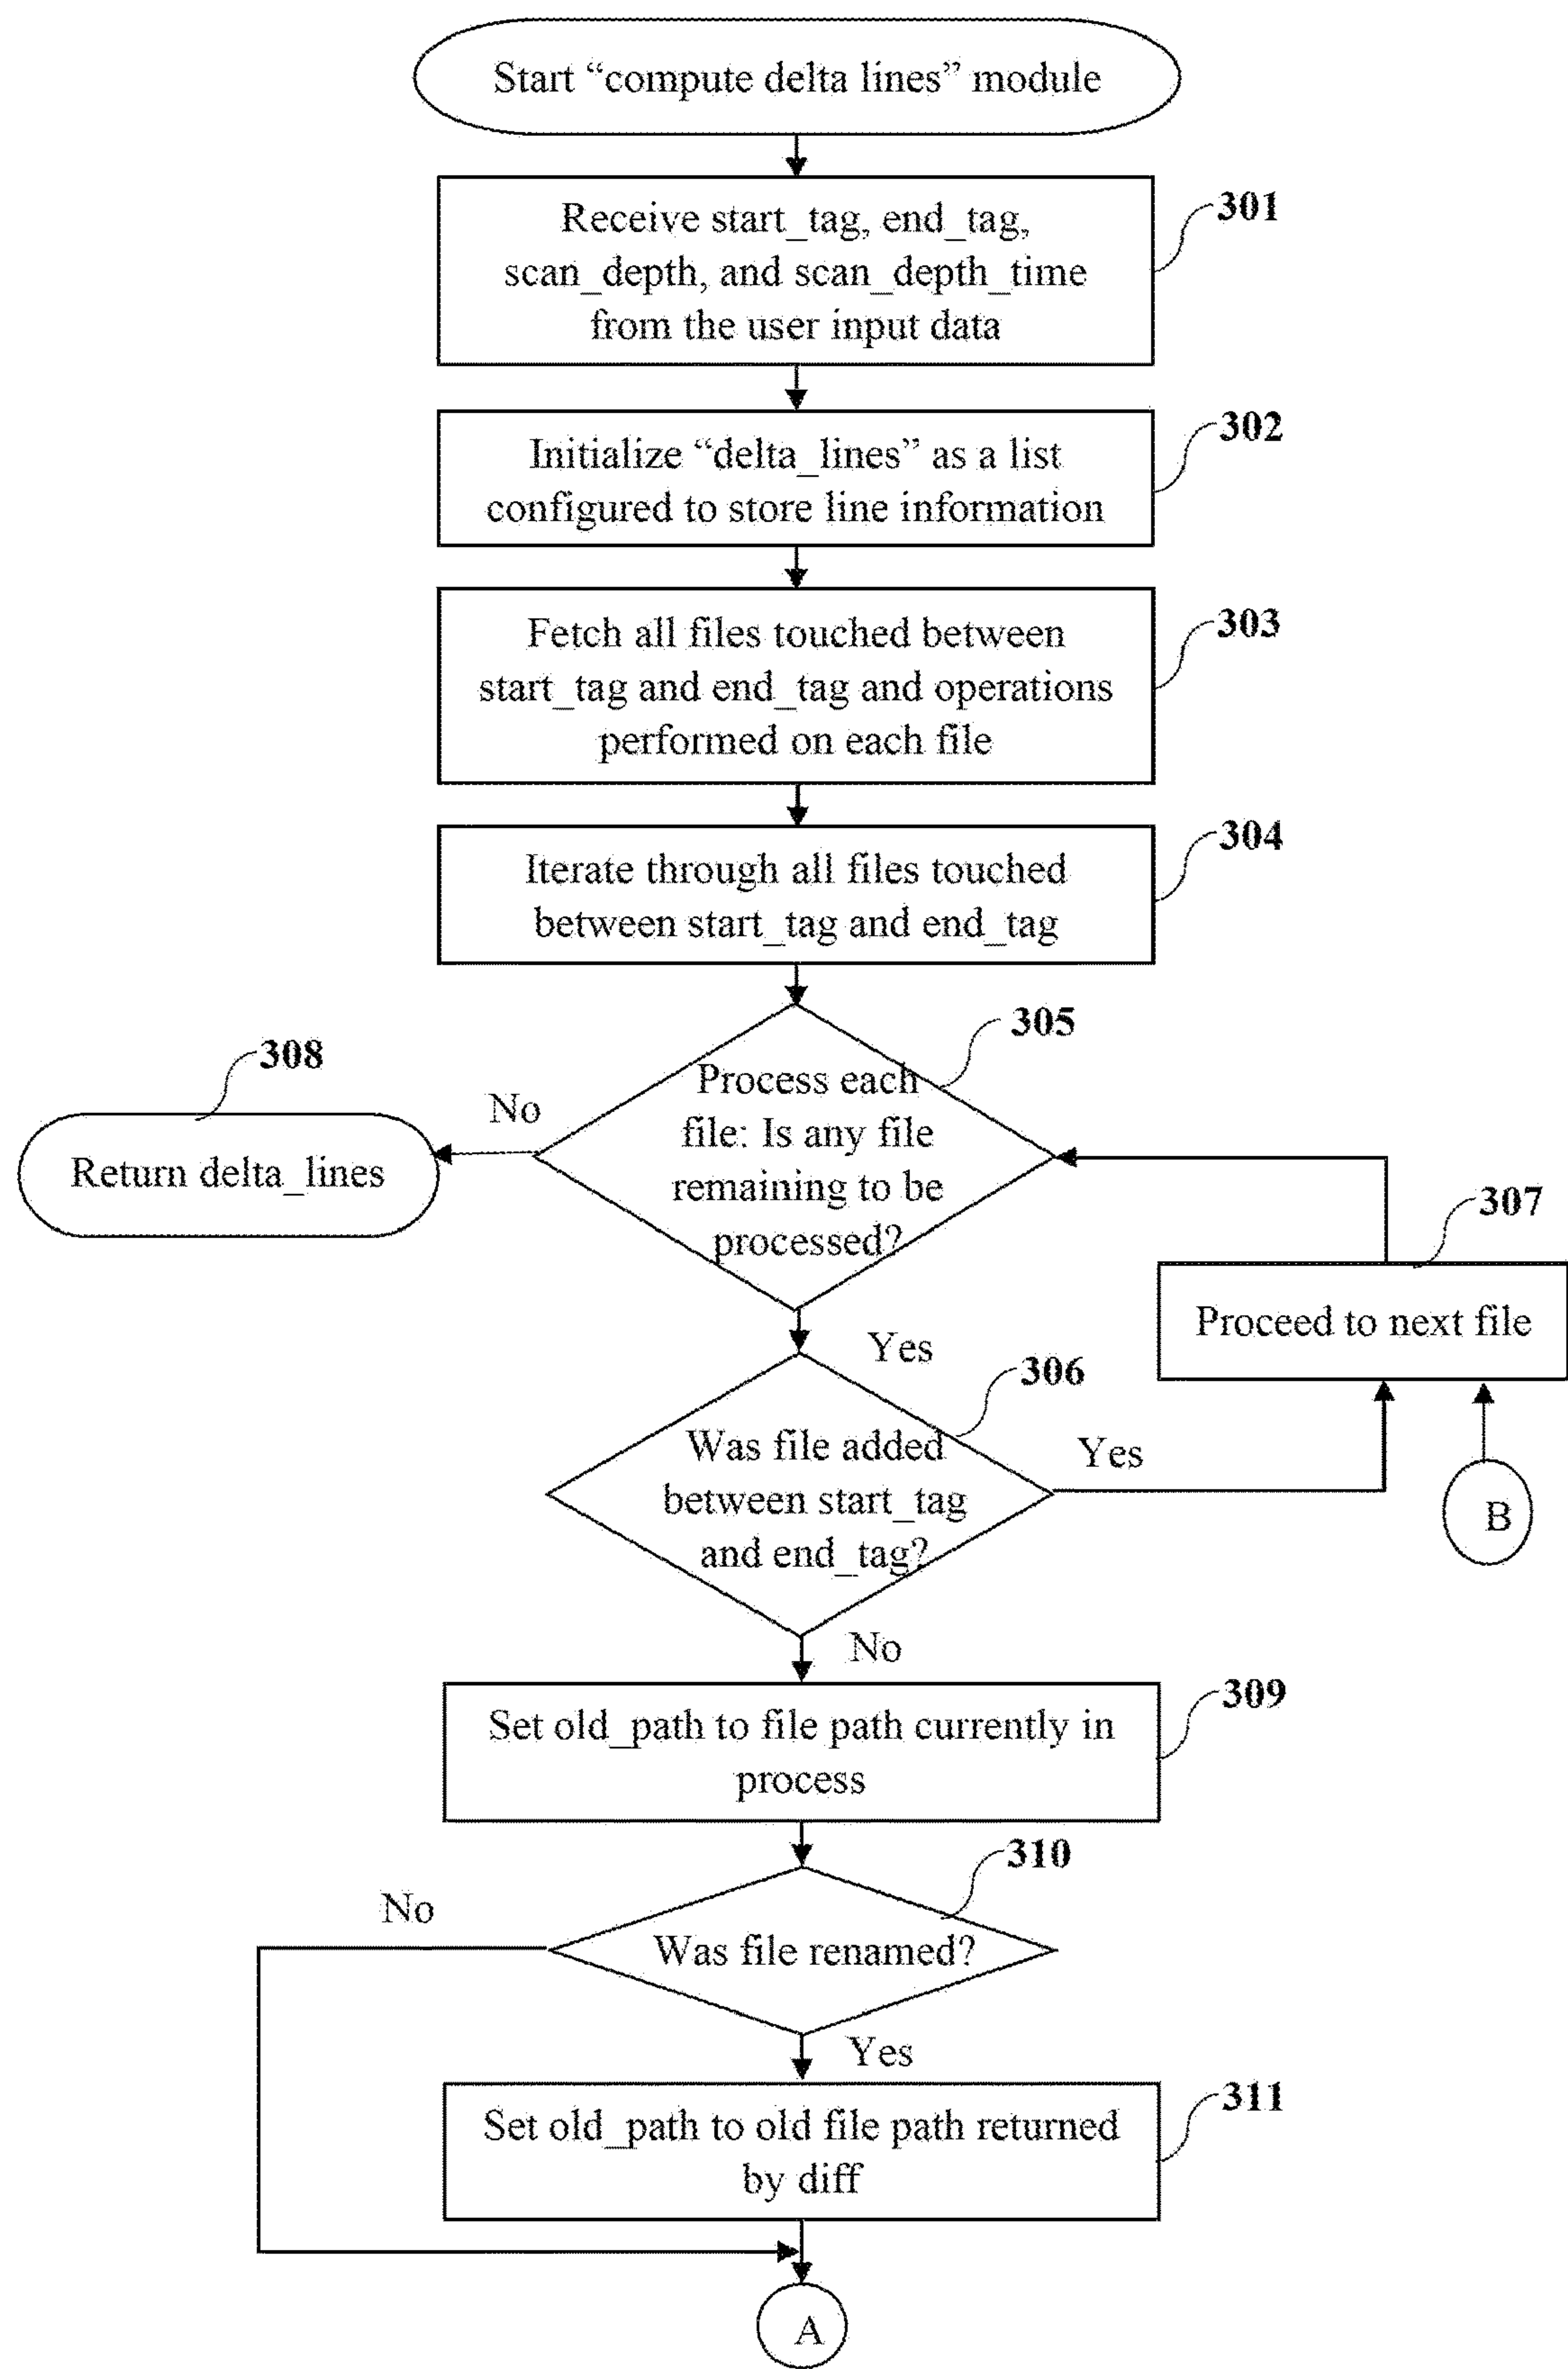 Start “compute delta lines” module
301
Receive start_tag, end_tag,
scan_depth, and scan_depth_time
from the user input data
302
Initialize “delta_lines” as a list
configured to store line information
303
Fetch all files touched between
start_tag and end_tag and operations
performed on each file
304
Iterate through all files touched
between start_tag and end_tag
305
308
Process each
file: Is any file
remaining to be
processed?
No
Return delta_lines
307
Proceed to next file
Yes
306
Was file added
between start_tag
and end_tag?
Yes
B
No
309
Set old_path to file path currently in
process
310
No
Was file renamed?
Yes
311
Set old_path to old file path returned
by diff
A